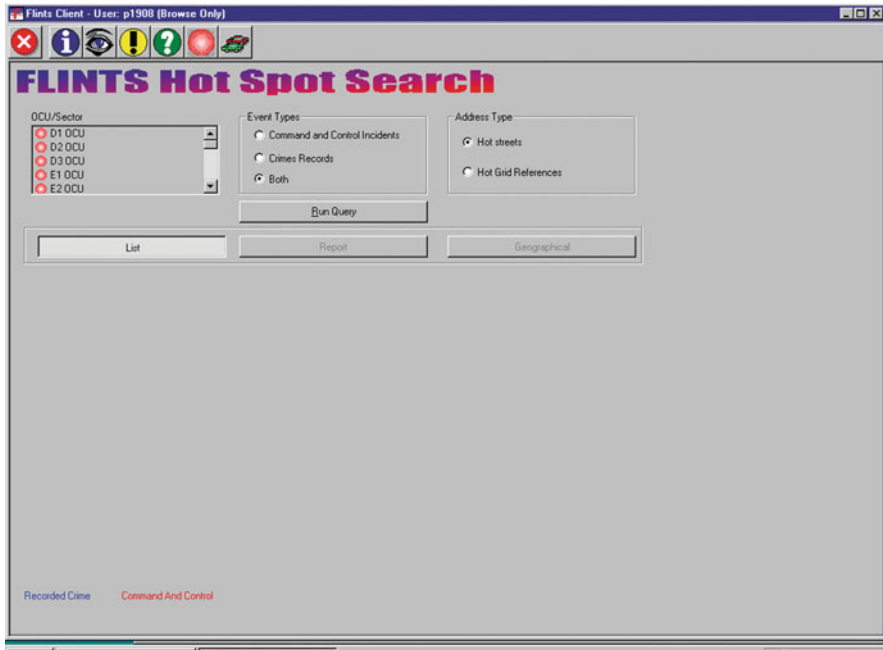 Flints Client - User: p1908 (Browse Only)
FLINTS Hot Spot Search
OCU/Sector
D1 OCU
D2 OCU
D3 OCU
E1 OCU
E2 OCU
Event Types
Command and Control Incidents
Crimes Records
Both
Address Type
Hot streets
Hot Grid References
Run Query
List
Report
Geographical
Recorded Crime
Command And Control